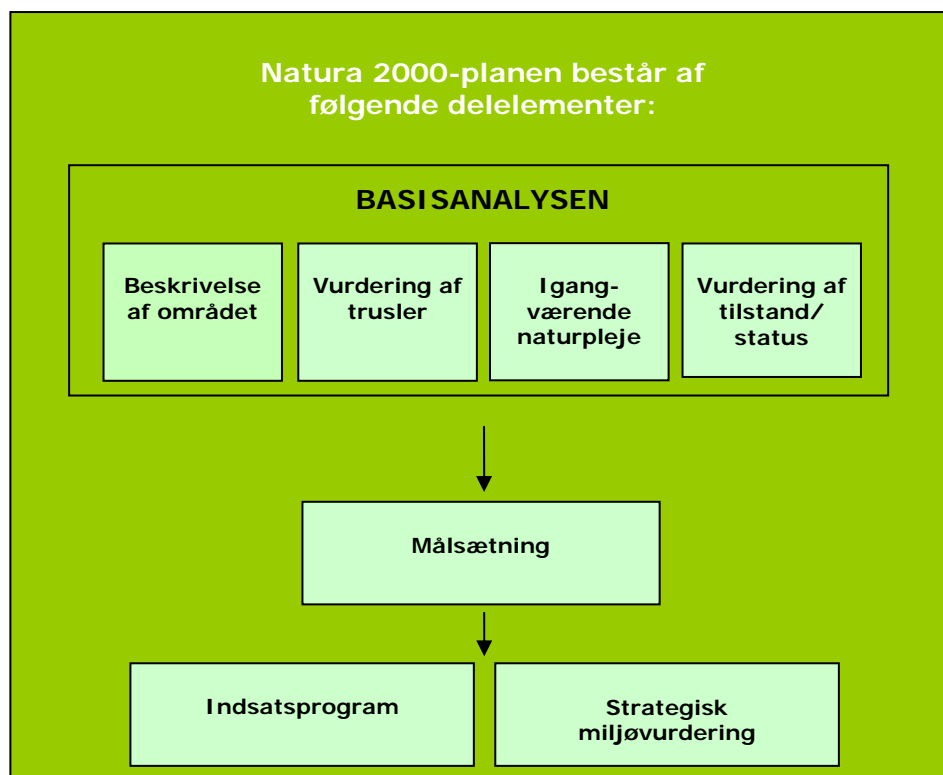 Natura 2000-planen består af
følgende delelementer:
BASISANALYSEN
Beskrivelse
af området
Vurdering af
trusler
Igang-
værende
naturpleje
Vurdering af
tilstand/
status
Målsætning
Indsatsprogram
Strategisk
miljøvurdering